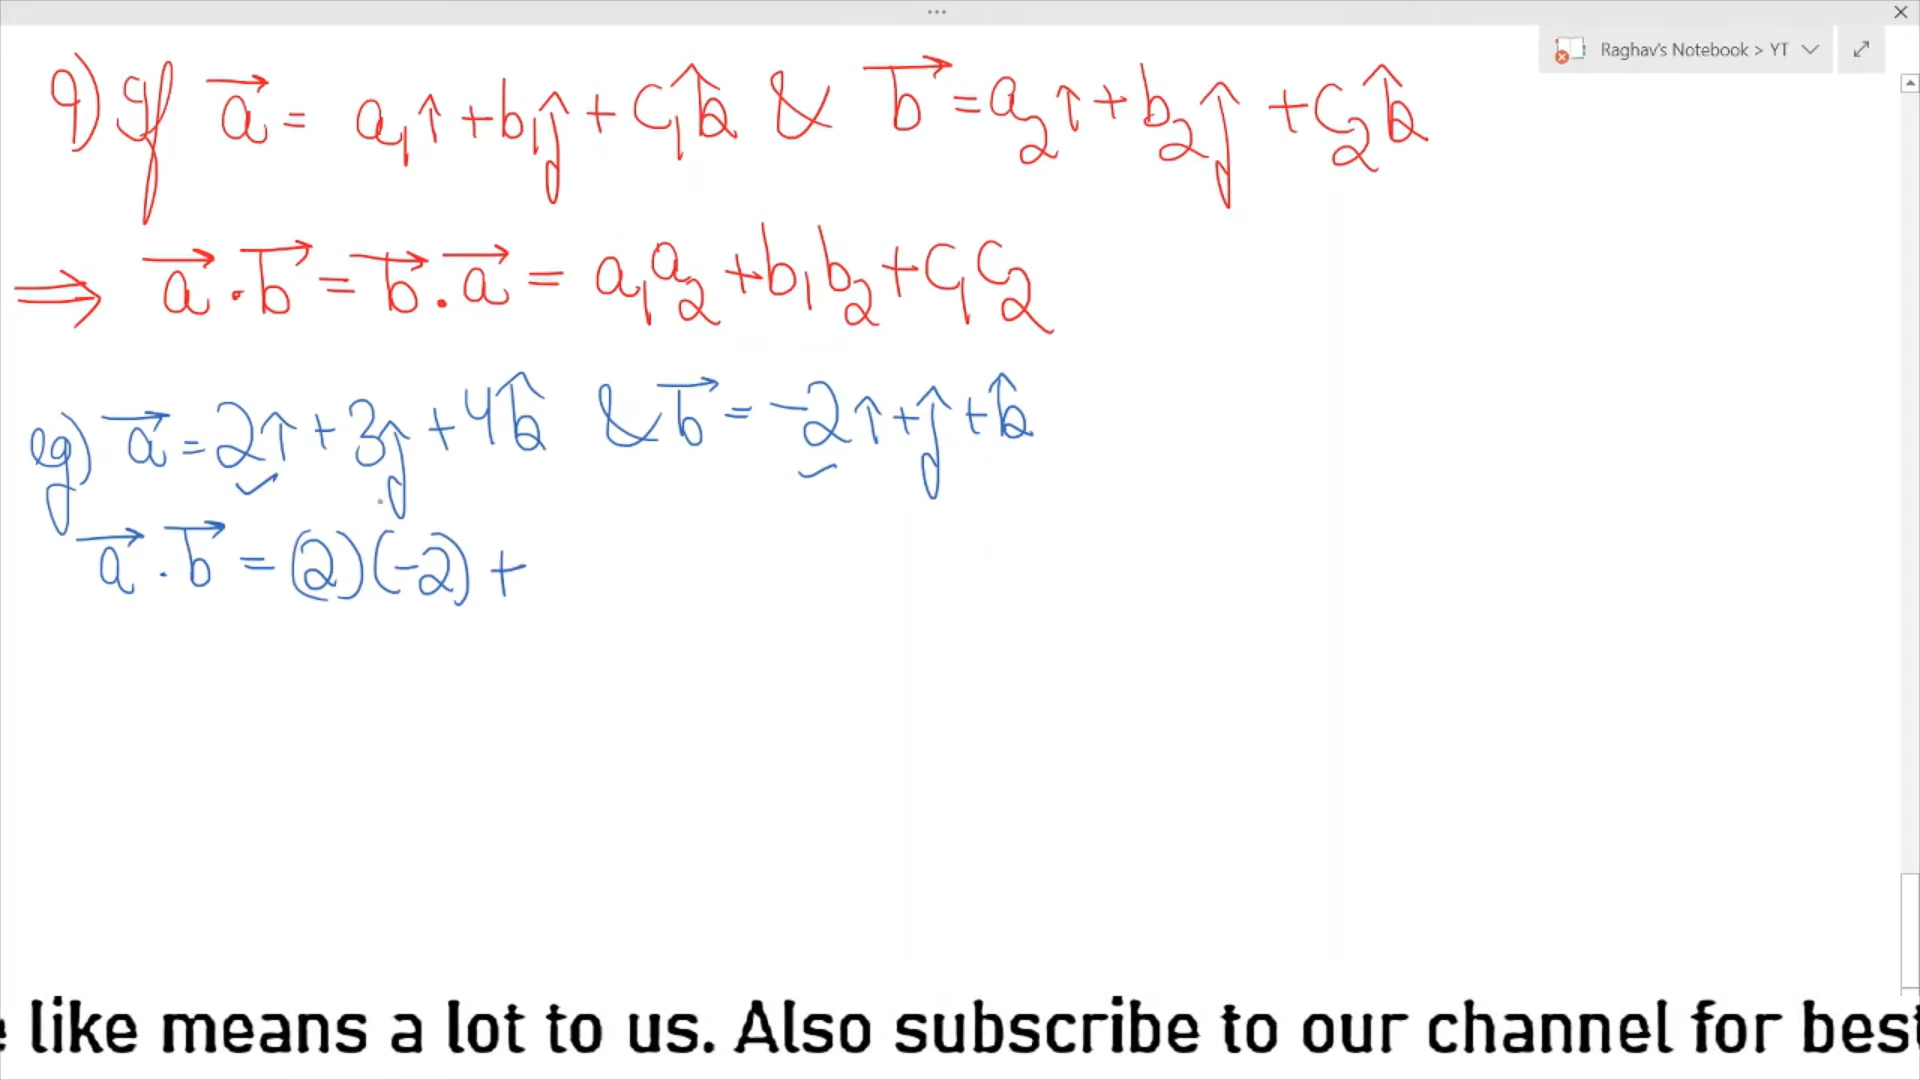 Raghav's Notebook > YT
9) If a⃗ = a₁î + b₁ĵ + c₁k̂ & b⃗ = a₂î + b₂ĵ + c₂k̂
⇒ a⃗ . b⃗ = b⃗ . a⃗ = a₁a₂ + b₁b₂ + c₁c₂
eg) a⃗ = 2î + 3ĵ + 4k̂ & b⃗ = -2î + ĵ + k̂
a⃗ . b⃗ = (2)(-2) +
like means a lot to us. Also subscribe to our channel for best